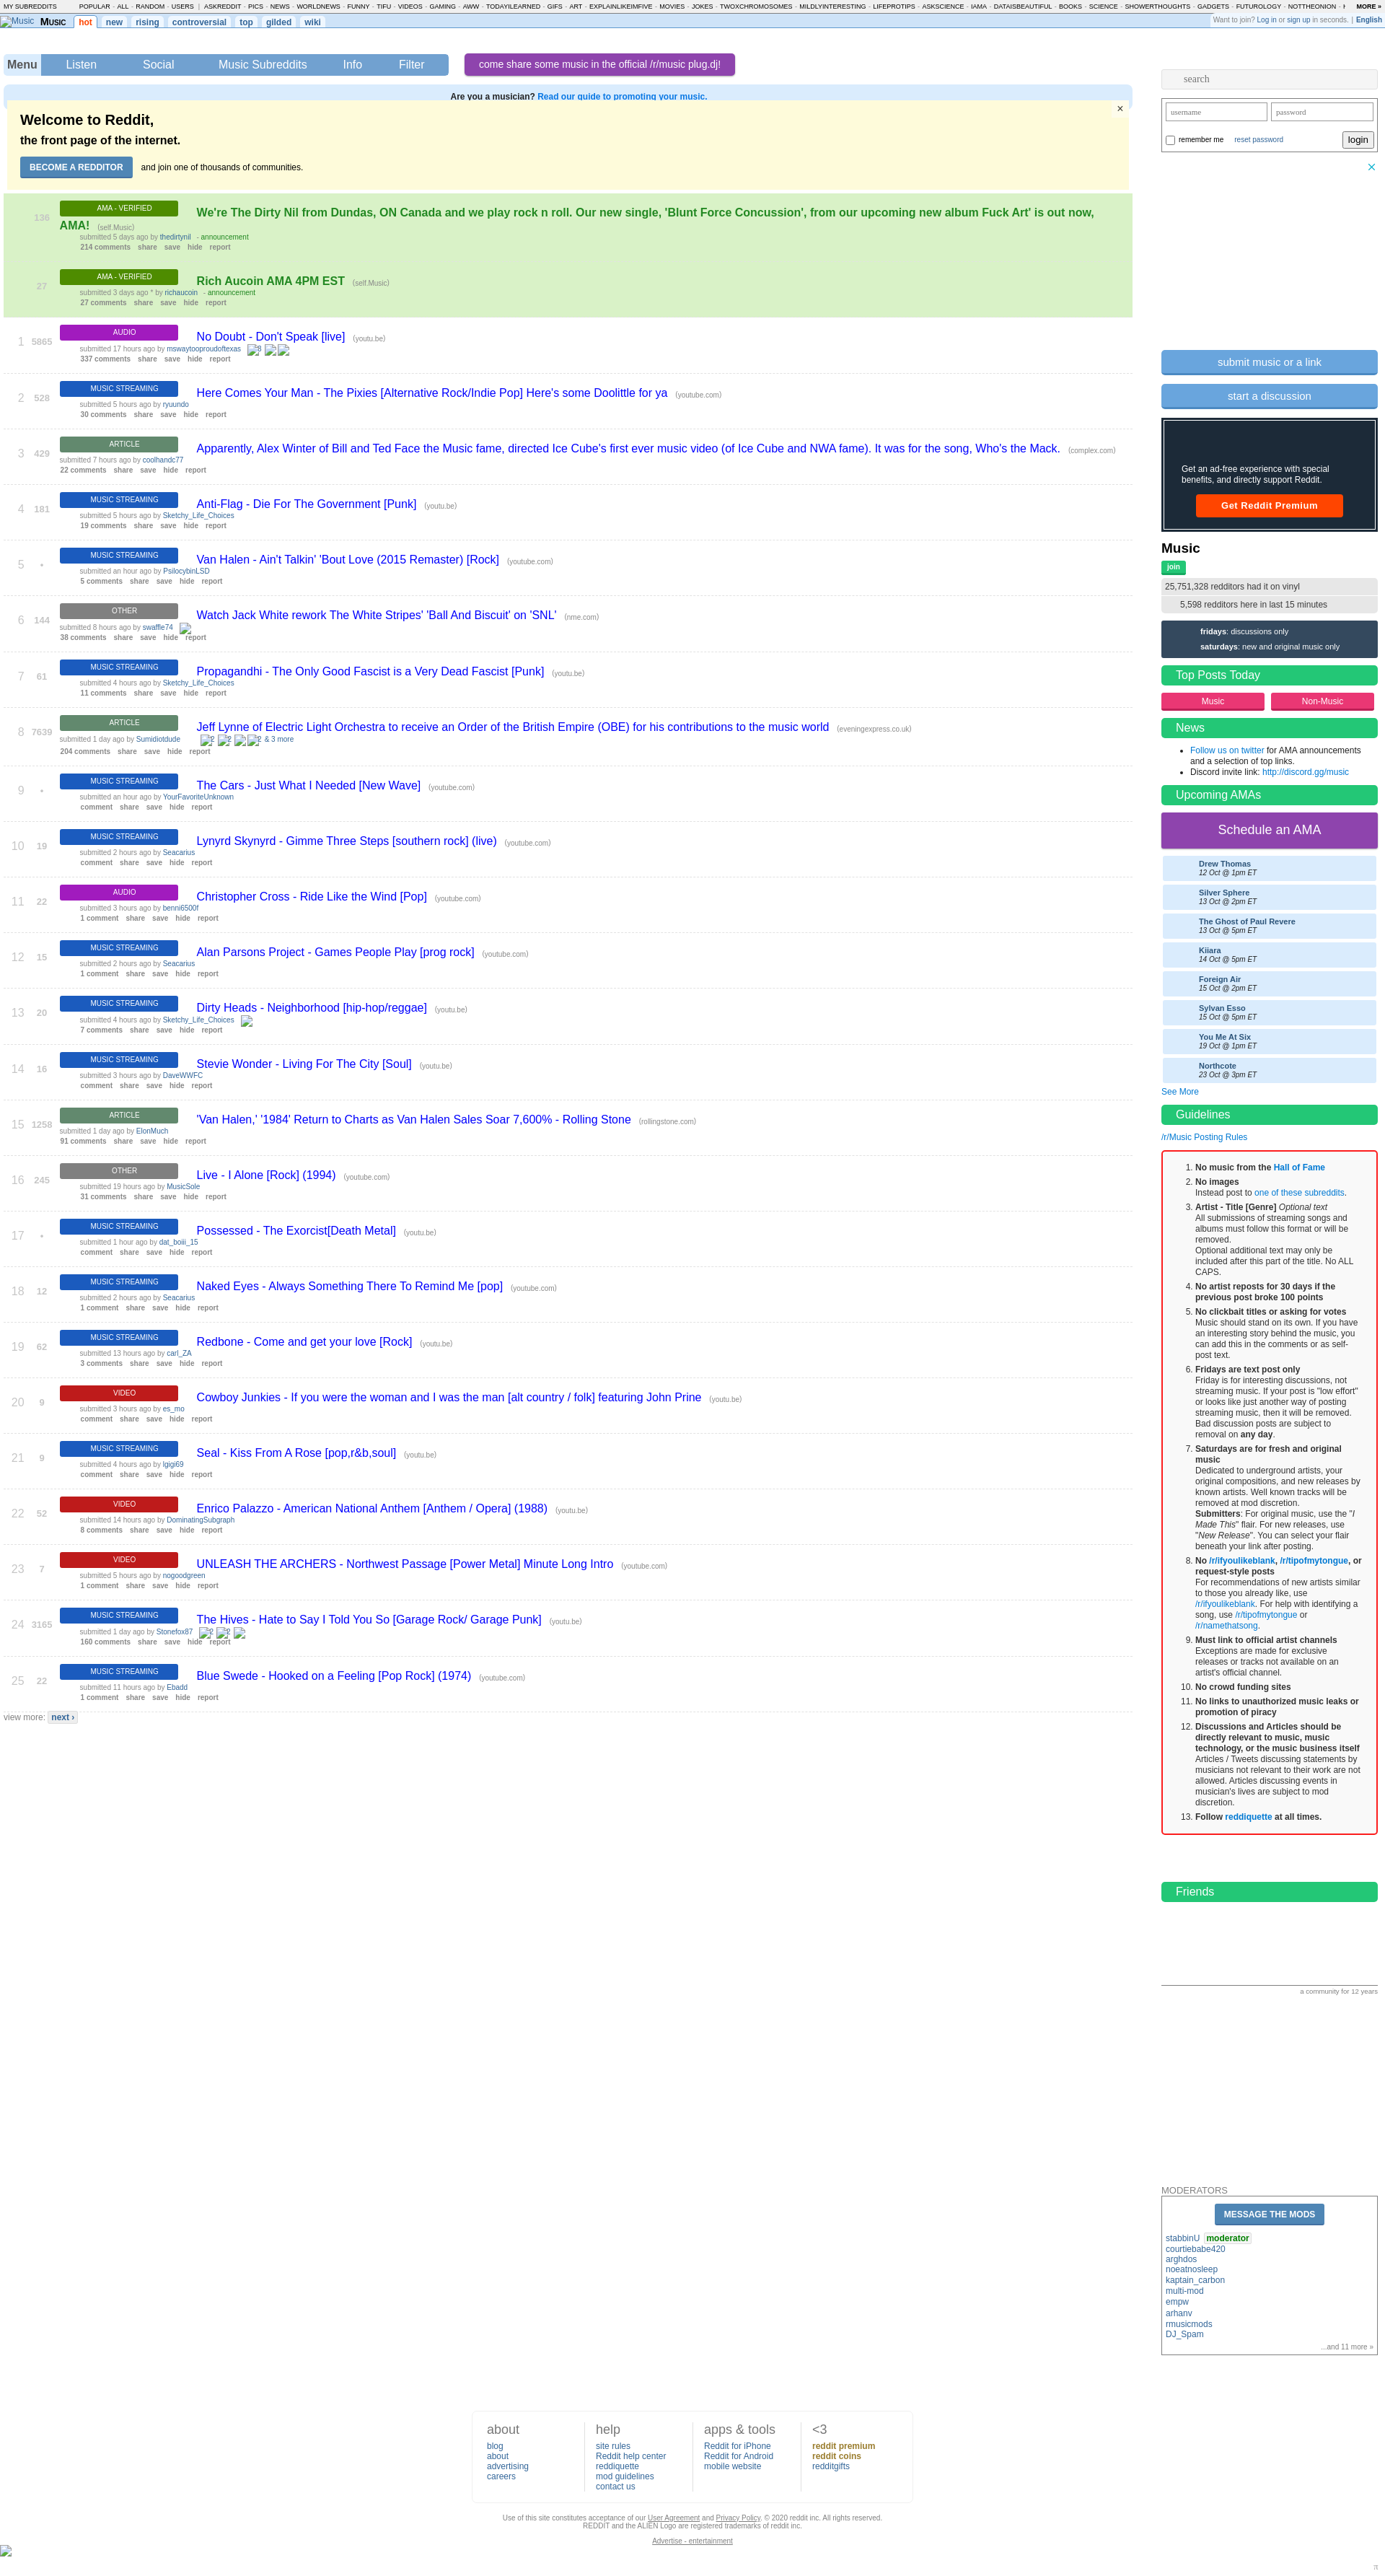 MY SUBREDDITS POPULAR - ALL - RANDOM - USERS | ASKREDDIT - PICS - NEWS - WORLDNEWS - FUNNY - TIFU - VIDEOS - GAMING - AWW - TODAYILEARNED - GIFS - ART - EXPLAINLIKEIMFIVE - MOVIES - JOKES - TWOXCHROMOSOMES - MILDLYINTERESTING - LIFEPROTIPS - ASKSCIENCE - IAMA - DATAISBEAUTIFUL - BOOKS - SCIENCE - SHOWERTHOUGHTS - GADGETS - FUTUROLOGY - NOTTHEONION - MORE »
Music MUSIC hot new rising controversial top gilded wiki
Want to join? Log in or sign up in seconds. | English
Menu Listen Social Music Subreddits Info Filter
come share some music in the official /r/music plug.dj!
Are you a musician? Read our guide to promoting your music.
×
Welcome to Reddit,
the front page of the internet.
BECOME A REDDITOR and join one of thousands of communities.
136 AMA - VERIFIED We're The Dirty Nil from Dundas, ON Canada and we play rock n roll. Our new single, 'Blunt Force Concussion', from our upcoming new album Fuck Art' is out now,
AMA! (self.Music)
submitted 5 days ago by thedirtynil - announcement
214 comments share save hide report
27 AMA - VERIFIED Rich Aucoin AMA 4PM EST (self.Music)
submitted 3 days ago * by richaucoin - announcement
27 comments share save hide report
1 5865 AUDIO No Doubt - Don't Speak [live] (youtu.be)
submitted 17 hours ago by mswaytooproudoftexas 8
337 comments share save hide report
2 528 MUSIC STREAMING Here Comes Your Man - The Pixies [Alternative Rock/Indie Pop] Here's some Doolittle for ya (youtube.com)
submitted 5 hours ago by ryuundo
30 comments share save hide report
3 429 ARTICLE Apparently, Alex Winter of Bill and Ted Face the Music fame, directed Ice Cube's first ever music video (of Ice Cube and NWA fame). It was for the song, Who's the Mack. (complex.com)
submitted 7 hours ago by coolhandc77
22 comments share save hide report
4 181 MUSIC STREAMING Anti-Flag - Die For The Government [Punk] (youtu.be)
submitted 5 hours ago by Sketchy_Life_Choices
19 comments share save hide report
5 • MUSIC STREAMING Van Halen - Ain't Talkin' 'Bout Love (2015 Remaster) [Rock] (youtube.com)
submitted an hour ago by PsilocybinLSD
5 comments share save hide report
6 144 OTHER Watch Jack White rework The White Stripes' 'Ball And Biscuit' on 'SNL' (nme.com)
submitted 8 hours ago by swaffle74
38 comments share save hide report
7 61 MUSIC STREAMING Propagandhi - The Only Good Fascist is a Very Dead Fascist [Punk] (youtu.be)
submitted 4 hours ago by Sketchy_Life_Choices
11 comments share save hide report
8 7639 ARTICLE Jeff Lynne of Electric Light Orchestra to receive an Order of the British Empire (OBE) for his contributions to the music world (eveningexpress.co.uk)
submitted 1 day ago by Sumidiotdude 2 2 2 & 3 more
204 comments share save hide report
9 • MUSIC STREAMING The Cars - Just What I Needed [New Wave] (youtube.com)
submitted an hour ago by YourFavoriteUnknown
comment share save hide report
10 19 MUSIC STREAMING Lynyrd Skynyrd - Gimme Three Steps [southern rock] (live) (youtube.com)
submitted 2 hours ago by Seacarius
comment share save hide report
11 22 AUDIO Christopher Cross - Ride Like the Wind [Pop] (youtube.com)
submitted 3 hours ago by benni6500f
1 comment share save hide report
12 15 MUSIC STREAMING Alan Parsons Project - Games People Play [prog rock] (youtube.com)
submitted 2 hours ago by Seacarius
1 comment share save hide report
13 20 MUSIC STREAMING Dirty Heads - Neighborhood [hip-hop/reggae] (youtu.be)
submitted 4 hours ago by Sketchy_Life_Choices
7 comments share save hide report
14 16 MUSIC STREAMING Stevie Wonder - Living For The City [Soul] (youtu.be)
submitted 3 hours ago by DaveWWFC
comment share save hide report
15 1258 ARTICLE 'Van Halen,' '1984' Return to Charts as Van Halen Sales Soar 7,600% - Rolling Stone (rollingstone.com)
submitted 1 day ago by ElonMuch
91 comments share save hide report
16 245 OTHER Live - I Alone [Rock] (1994) (youtube.com)
submitted 19 hours ago by MusicSole
31 comments share save hide report
17 • MUSIC STREAMING Possessed - The Exorcist[Death Metal] (youtu.be)
submitted 1 hour ago by dat_boiii_15
comment share save hide report
18 12 MUSIC STREAMING Naked Eyes - Always Something There To Remind Me [pop] (youtube.com)
submitted 2 hours ago by Seacarius
1 comment share save hide report
19 62 MUSIC STREAMING Redbone - Come and get your love [Rock] (youtu.be)
submitted 13 hours ago by carl_ZA
3 comments share save hide report
20 9 VIDEO Cowboy Junkies - If you were the woman and I was the man [alt country / folk] featuring John Prine (youtu.be)
submitted 3 hours ago by es_mo
comment share save hide report
21 9 MUSIC STREAMING Seal - Kiss From A Rose [pop,r&b,soul] (youtu.be)
submitted 4 hours ago by lgigi69
comment share save hide report
22 52 VIDEO Enrico Palazzo - American National Anthem [Anthem / Opera] (1988) (youtu.be)
submitted 14 hours ago by DominatingSubgraph
8 comments share save hide report
23 7 VIDEO UNLEASH THE ARCHERS - Northwest Passage [Power Metal] Minute Long Intro (youtube.com)
submitted 5 hours ago by nogoodgreen
1 comment share save hide report
24 3165 MUSIC STREAMING The Hives - Hate to Say I Told You So [Garage Rock/ Garage Punk] (youtu.be)
submitted 1 day ago by Stonefox87 2 2
160 comments share save hide report
25 22 MUSIC STREAMING Blue Swede - Hooked on a Feeling [Pop Rock] (1974) (youtube.com)
submitted 11 hours ago by Ebadd
1 comment share save hide report
view more: next ›
search
username password
remember me reset password login
×
submit music or a link
start a discussion
Get an ad-free experience with special
benefits, and directly support Reddit.
Get Reddit Premium
Music
join
25,751,328 redditors had it on vinyl
5,598 redditors here in last 15 minutes
fridays: discussions only
saturdays: new and original music only
Top Posts Today
Music Non-Music
News
• Follow us on twitter for AMA announcements
and a selection of top links.
• Discord invite link: http://discord.gg/music
Upcoming AMAs
Schedule an AMA
Drew Thomas
12 Oct @ 1pm ET
Silver Sphere
13 Oct @ 2pm ET
The Ghost of Paul Revere
13 Oct @ 5pm ET
Kiiara
14 Oct @ 5pm ET
Foreign Air
15 Oct @ 2pm ET
Sylvan Esso
15 Oct @ 5pm ET
You Me At Six
19 Oct @ 1pm ET
Northcote
23 Oct @ 3pm ET
See More
Guidelines
/r/Music Posting Rules
1. No music from the Hall of Fame
2. No images
Instead post to one of these subreddits.
3. Artist - Title [Genre] Optional text
All submissions of streaming songs and
albums must follow this format or will be
removed.
Optional additional text may only be
included after this part of the title. No ALL
CAPS.
4. No artist reposts for 30 days if the
previous post broke 100 points
5. No clickbait titles or asking for votes
Music should stand on its own. If you have
an interesting story behind the music, you
can add this in the comments or as self-
post text.
6. Fridays are text post only
Friday is for interesting discussions, not
streaming music. If your post is "low effort"
or looks like just another way of posting
streaming music, then it will be removed.
Bad discussion posts are subject to
removal on any day.
7. Saturdays are for fresh and original
music
Dedicated to underground artists, your
original compositions, and new releases by
known artists. Well known tracks will be
removed at mod discretion.
Submitters: For original music, use the "I
Made This" flair. For new releases, use
"New Release". You can select your flair
beneath your link after posting.
8. No /r/ifyoulikeblank, /r/tipofmytongue, or
request-style posts
For recommendations of new artists similar
to those you already like, use
/r/ifyoulikeblank. For help with identifying a
song, use /r/tipofmytongue or
/r/namethatsong.
9. Must link to official artist channels
Exceptions are made for exclusive
releases or tracks not available on an
artist's official channel.
10. No crowd funding sites
11. No links to unauthorized music leaks or
promotion of piracy
12. Discussions and Articles should be
directly relevant to music, music
technology, or the music business itself
Articles / Tweets discussing statements by
musicians not relevant to their work are not
allowed. Articles discussing events in
musician's lives are subject to mod
discretion.
13. Follow reddiquette at all times.
Friends
a community for 12 years
MODERATORS
MESSAGE THE MODS
stabbinU moderator
courtiebabe420
arghdos
noeatnosleep
kaptain_carbon
multi-mod
empw
arhanv
rmusicmods
DJ_Spam
...and 11 more »
about
blog
about
advertising
careers
help
site rules
Reddit help center
reddiquette
mod guidelines
contact us
apps & tools
Reddit for iPhone
Reddit for Android
mobile website
<3
reddit premium
reddit coins
redditgifts
Use of this site constitutes acceptance of our User Agreement and Privacy Policy. © 2020 reddit inc. All rights reserved.
REDDIT and the ALIEN Logo are registered trademarks of reddit inc.
Advertise - entertainment
π